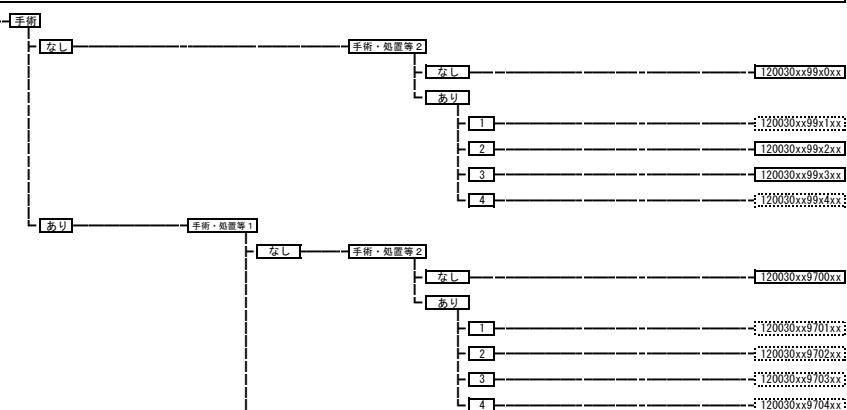 手術
なし 手術・処置等２
なし 120030xx99x0xx
あり
1 120030xx99x1xx
2 120030xx99x2xx
3 120030xx99x3xx
4 120030xx99x4xx
あり 手術・処置等１
なし 手術・処置等２
なし 120030xx9700xx
あり
1 120030xx9701xx
2 120030xx9702xx
3 120030xx9703xx
4 120030xx9704xx